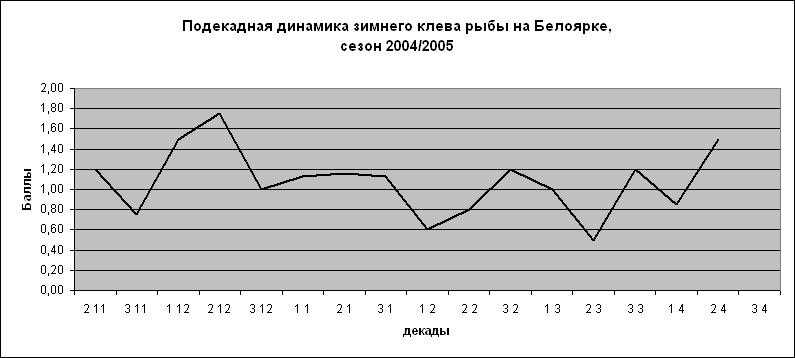 Подекадная динамика зимнего клева рыбы на Белоярке,
сезон 2004/2005
2,00
1,80
1,60
1,40
1,20
1,00
0,80
0,60
0,40
0,20
0,00
Баллы
2 11 3 11 1 12 2 12 3 12 1 1 2 1 3 1 1 2 2 2 3 2 1 3 2 3 3 3 1 4 2 4 3 4
декады